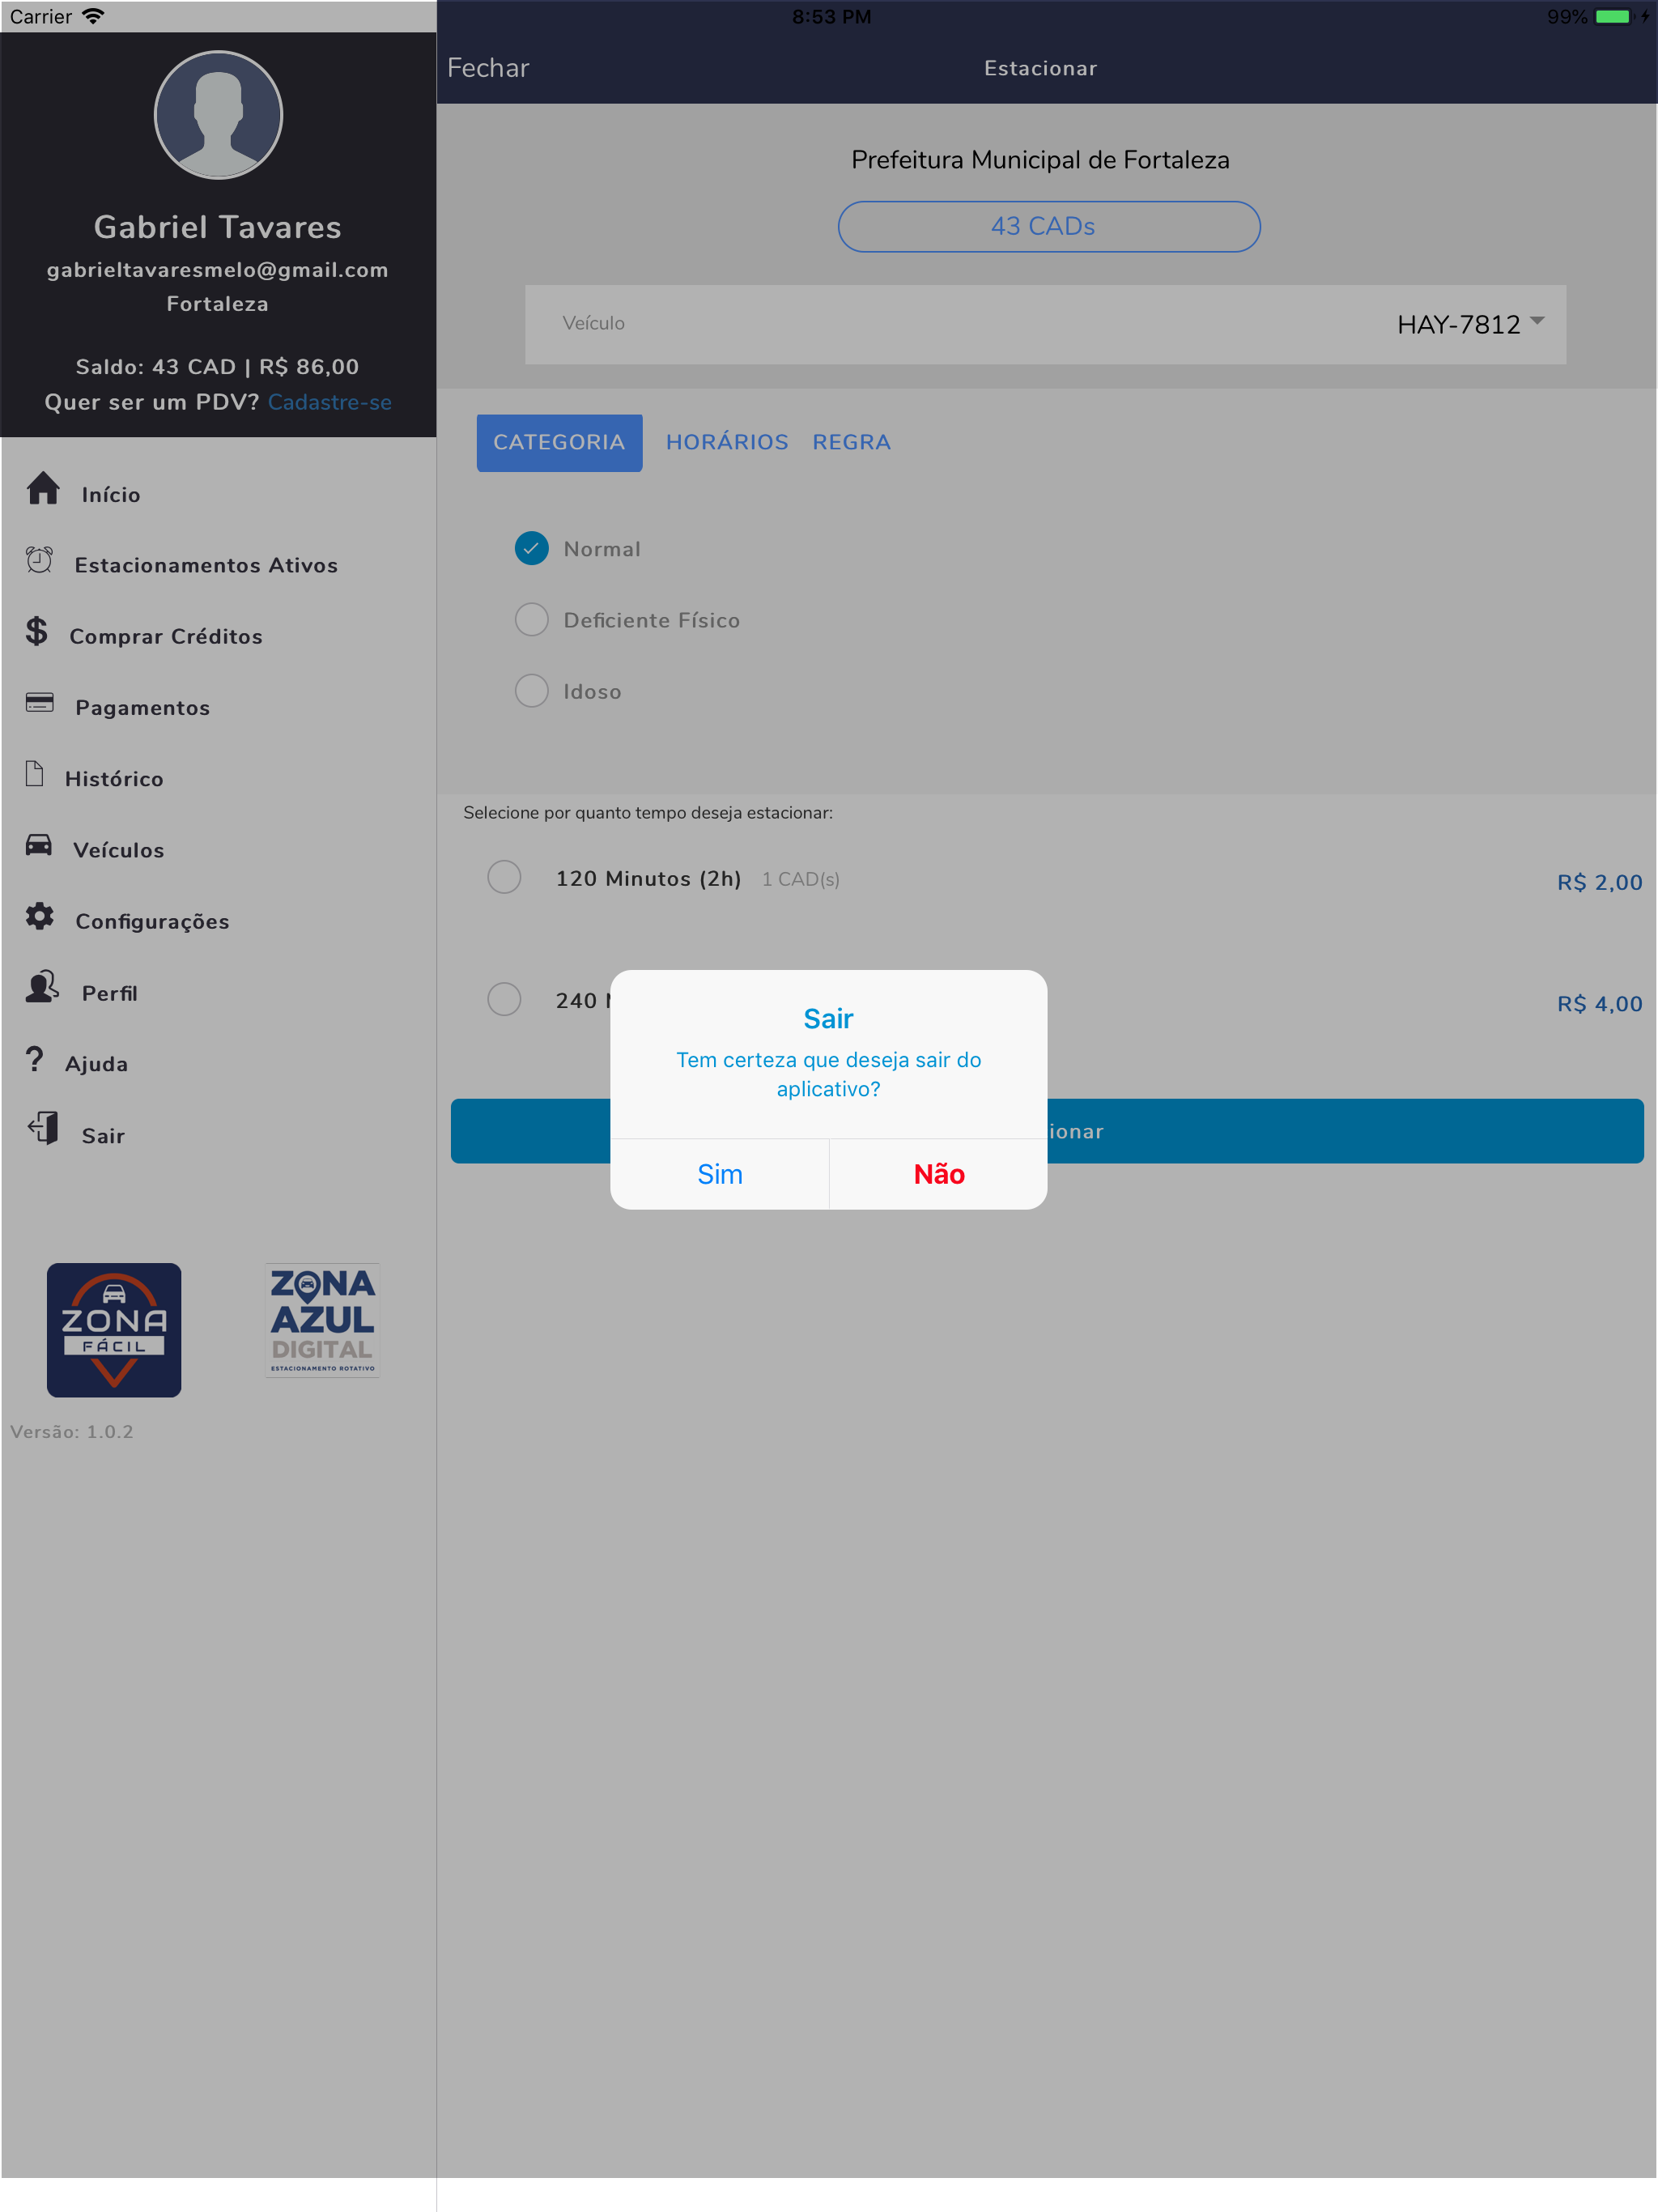 Carrier
8:53 PM
99%
Gabriel Tavares
gabrieltavaresmelo@gmail.com
Fortaleza
Saldo: 43 CAD | R$ 86,00
Quer ser um PDV? Cadastre-se
Início
Estacionamentos Ativos
Comprar Créditos
Pagamentos
Histórico
Veículos
Configurações
Perfil
Ajuda
Sair
ZONA
FÁCIL
ZONA
AZUL
DIGITAL
ESTACIONAMENTO ROTATIVO
Versão: 1.0.2
Fechar
Estacionar
Prefeitura Municipal de Fortaleza
43 CADs
Veículo
HAY-7812
CATEGORIA HORÁRIOS REGRA
Normal
Deficiente Físico
Idoso
Selecione por quanto tempo deseja estacionar:
120 Minutos (2h) 1 CAD(s) R$ 2,00
240 R$ 4,00
ionar
Sair
Tem certeza que deseja sair do
aplicativo?
Sim
Não